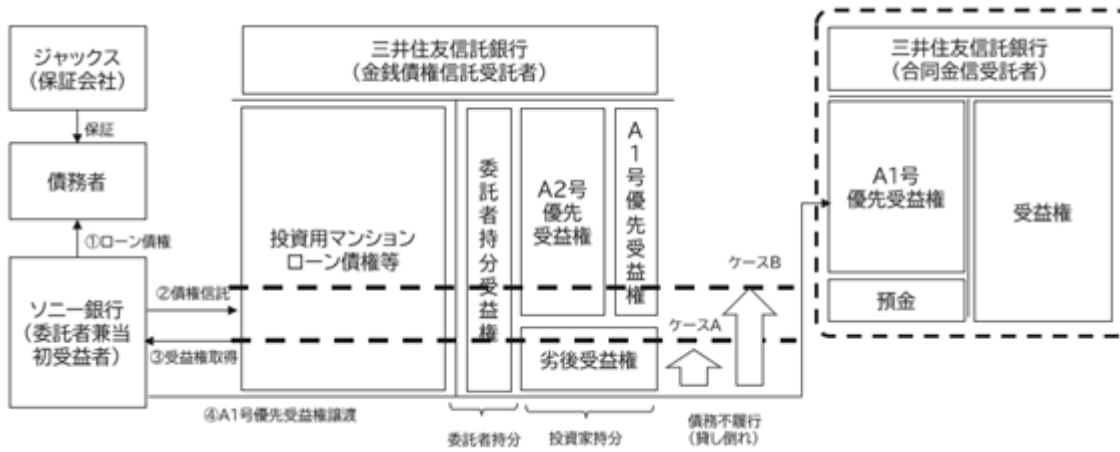 ジャックス
(保証会社)
保証
債務者
①ローン債権
ソニー銀行
(委託者兼当
初受益者)
②債権信託
③受益権取得
④A1号優先受益権譲渡
三井住友信託銀行
(金銭債権信託受託者)
投資用マンション
ローン債権等
委託者持分受益権
A2号
優先
受益権
A1号優先受益権
劣後受益権
委託者持分
投資家持分
ケースA
ケースB
債務不履行
(貸し倒れ)
三井住友信託銀行
(合同金信受託者)
A1号
優先受益権
預金
受益権